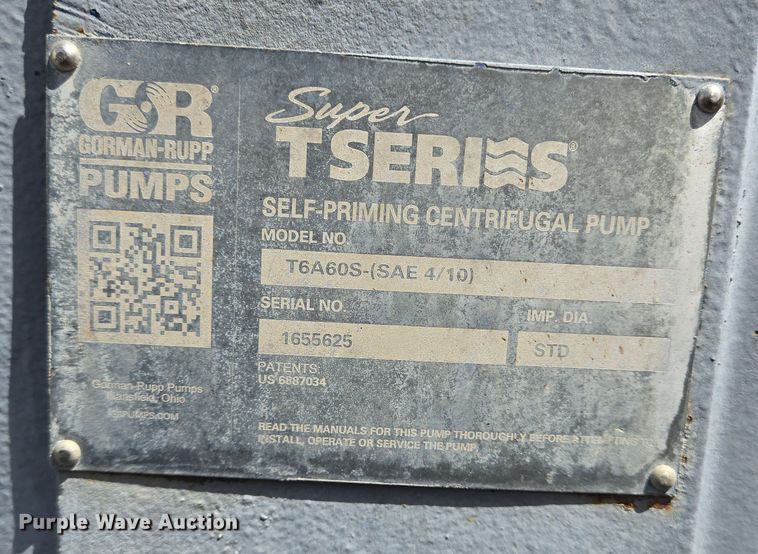 GR®
GORMAN-RUPP
PUMPS
Gorman-Rupp Pumps
Mansfield, Ohio
GRPUMPS.COM
Super
T SERIES®
SELF-PRIMING CENTRIFUGAL PUMP
MODEL NO.
T6A60S-(SAE 4/10)
SERIAL NO. IMP. DIA.
1655625 STD
PATENTS:
US 6887034
READ THE MANUALS FOR THIS PUMP THOROUGHLY BEFORE ATTEMPTING TO
INSTALL, OPERATE OR SERVICE THE PUMP
Purple Wave Auction